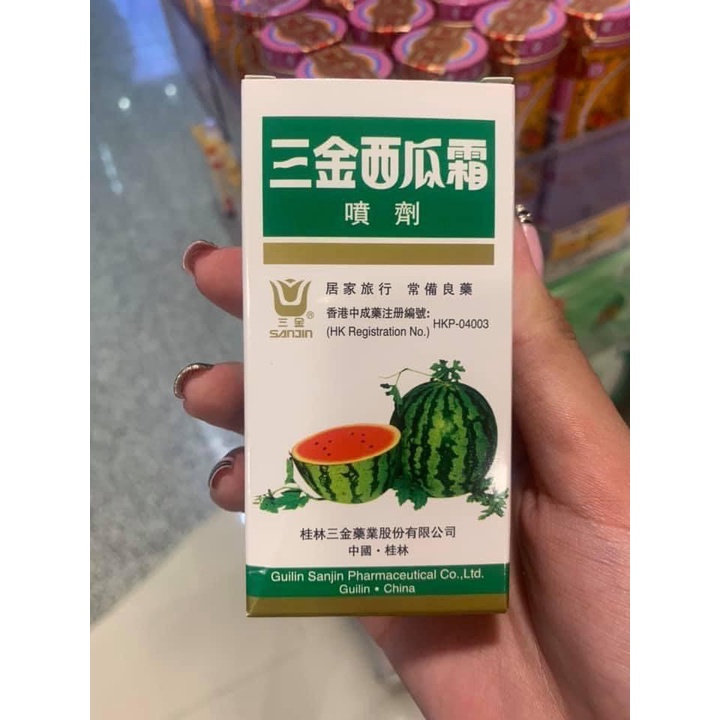 三金西瓜霜
噴劑
居家旅行 常備良藥
三金®
SANJIN
香港中成藥注册編號:
(HK Registration No.) HKP-04003
桂林三金藥業股份有限公司
中國·桂林
Guilin Sanjin Pharmaceutical Co.,Ltd.
Guilin • China